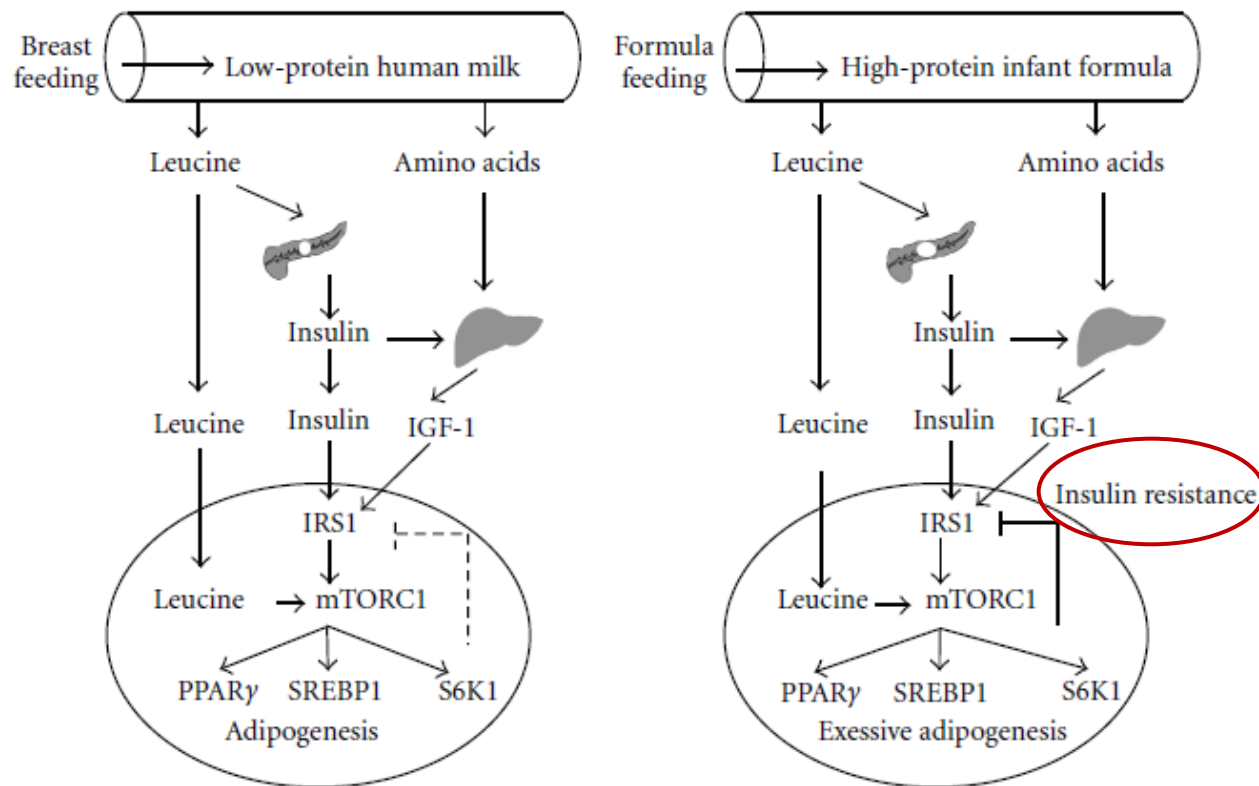 Breast
feeding
Low-protein human milk
Leucine
Amino acids
Insulin
Leucine
Insulin
IGF-1
IRS1
Leucine
mTORC1
PPARγ
SREBP1
S6K1
Adipogenesis
Formula
feeding
High-protein infant formula
Leucine
Amino acids
Insulin
Leucine
Insulin
IGF-1
Insulin resistance
IRS1
Leucine
mTORC1
PPARγ
SREBP1
S6K1
Exessive adipogenesis